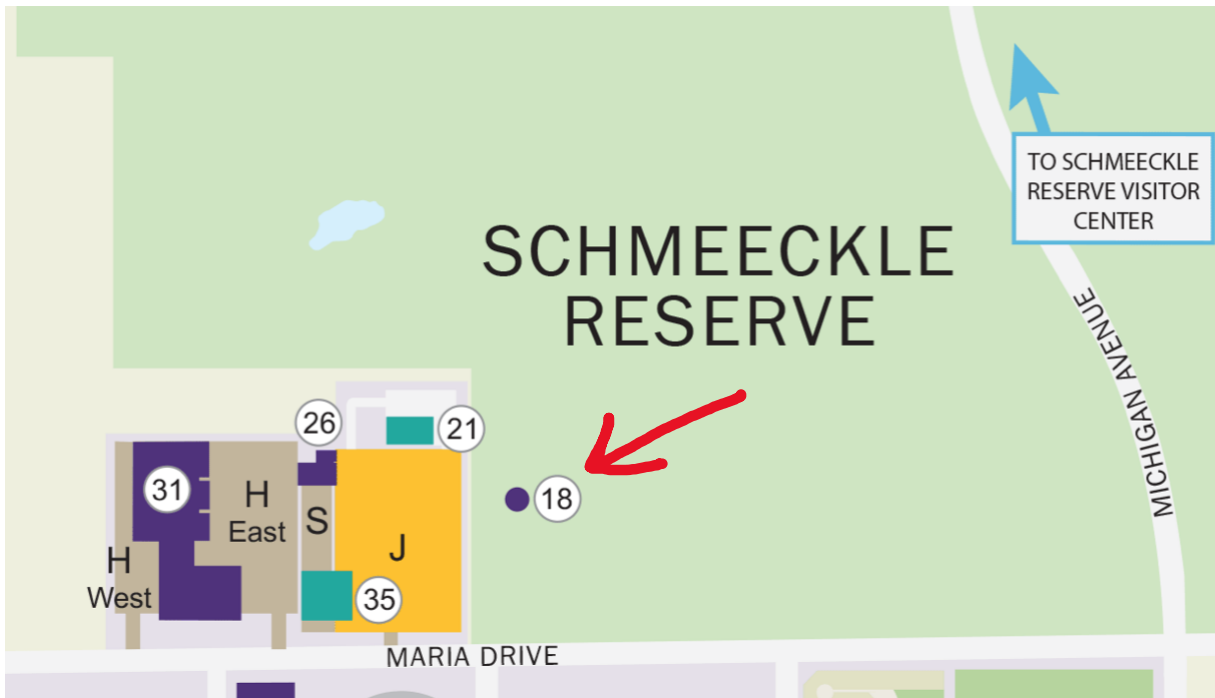 TO SCHMEECKLE
RESERVE VISITOR
CENTER
SCHMEECKLE
RESERVE
MICHIGAN AVENUE
26
21
31
H
East
S
J
18
H
West
35
MARIA DRIVE